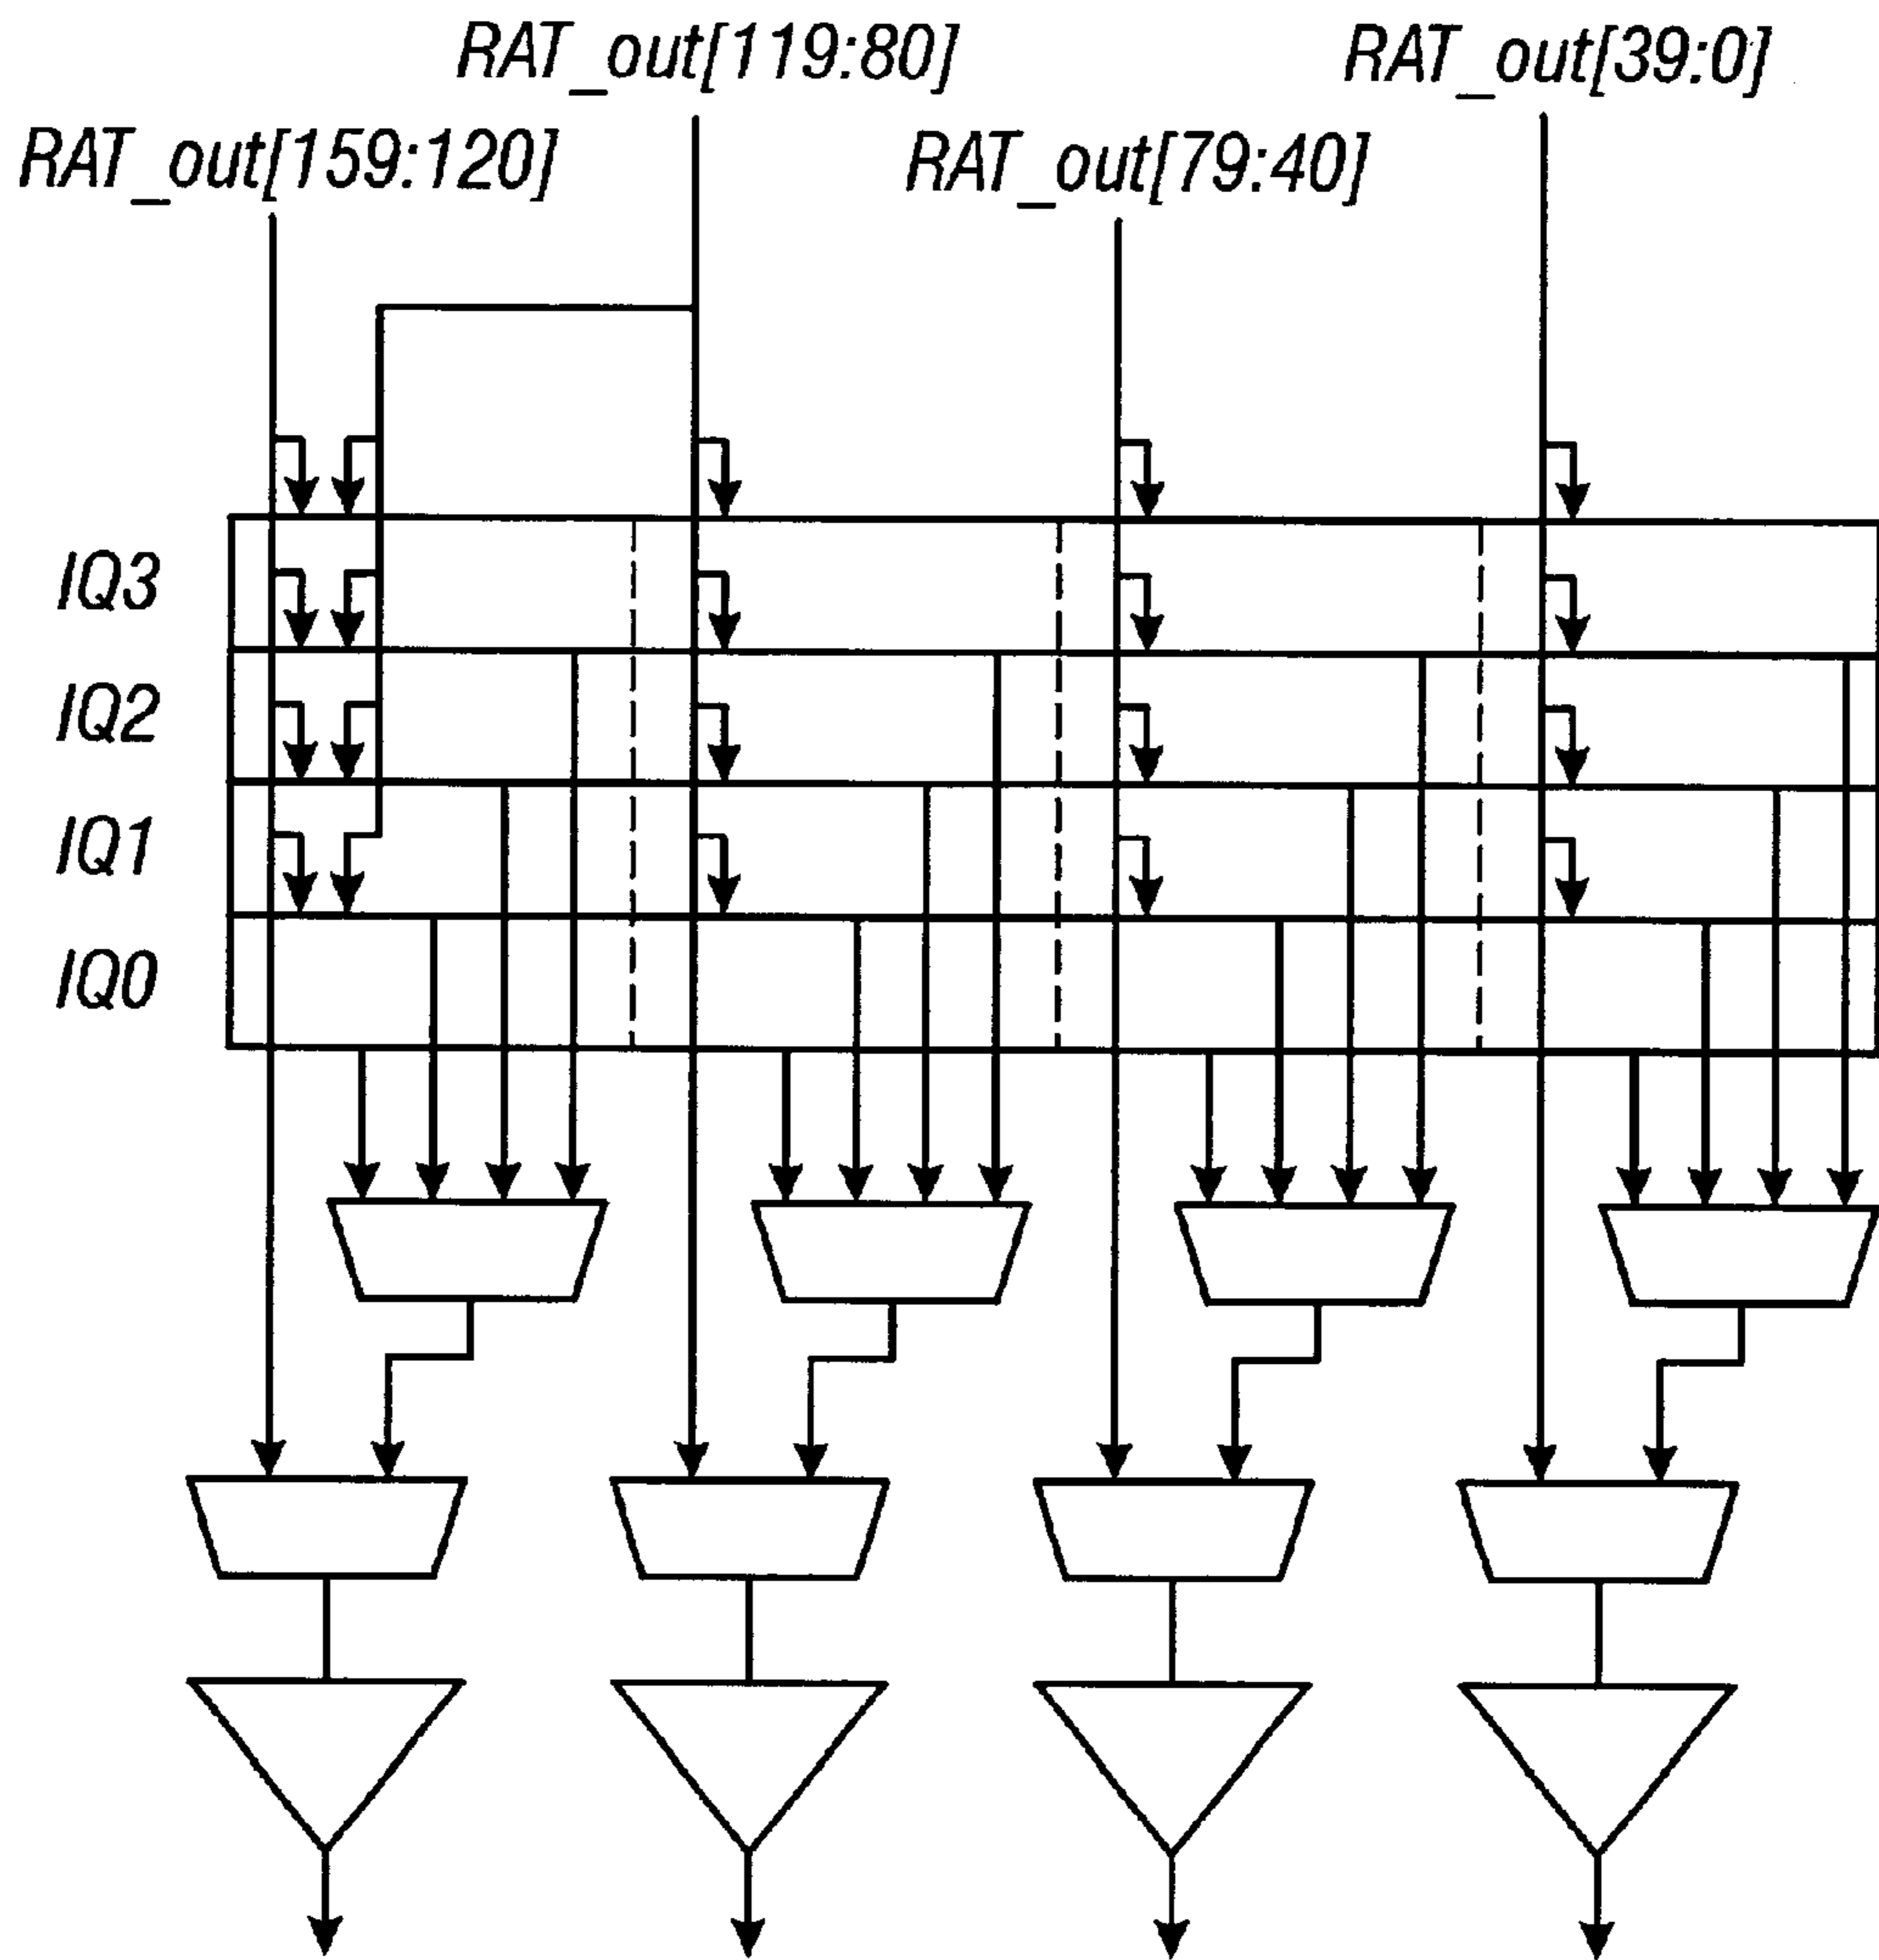 RAT_out[119:80]
RAT_out[39:0]
RAT_out[159:120]
RAT_out[79:40]
IQ3
IQ2
IQ1
IQ0